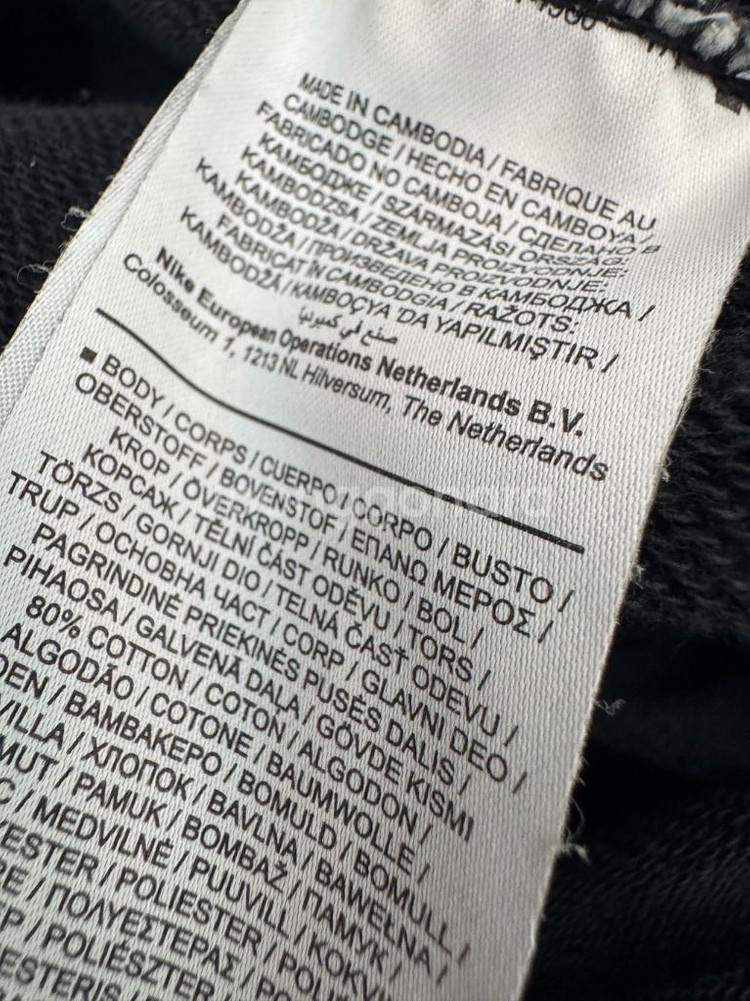 MADE IN CAMBODIA / FABRIQUE AU
CAMBODGE / HECHO EN CAMBOYA /
FABRICADO NO CAMBOJA / СДЕЛАНО В
КАМБОДЖЕ / SZÁRMAZÁSI ORSZÁG:
KAMBODZSA / ZEMLJA PROIZVODNJE:
KAMBODŽA / DRŽAVA PROIZVODNJE:
KAMBODŽA / ПРОИЗВЕДЕНО В КАМБОДЖА /
FABRICAT ÎN CAMBODGIA / RAŽOTS:
KAMBODŽĀ / KAMBOÇYA 'DA YAPILMIŞTIR /
صنع في كمبوديا
Nike European Operations Netherlands B.V.
Colosseum 1, 1213 NL Hilversum, The Netherlands
■ BODY / CORPS / CUERPO / CORPO / BUSTO /
OBERSTOFF / BOVENSTOF / ΕΠΑΝΩ ΜΕΡΟΣ /
KROP / ÖVERKROPP / RUNKO / BOL /
КОРСАЖ / TĚLNÍ ČÁST ODĚVU / TORS /
TÖRZS / GORNJI DIO / TELNÁ ČASŤ ODEVU /
TRUP / ОСНОВНА ЧАСТ / CORP / GLAVNI DEO /
PAGRINDINĖ PRIEKINĖS PUSĖS DALIS /
PIHAOSA / GALVENĀ DAĻA / GÖVDE KISMI
80% COTTON / COTON / ALGODON /
ALGODÃO / COTONE / BAUMWOLLE /
ΒΑΜΒΑΚΕΡΟ / BOMULD / BOMULL /
ХЛОПОК / BAVLNA / BAWEŁNA /
PAMUK / BOMBAŽ / ПАМУК /
MEDVILNĖ / PUUVILL /
POLIESTER
ΠΟΛΥΕΣΤΕΡΑΣ
POLIÉSZTER